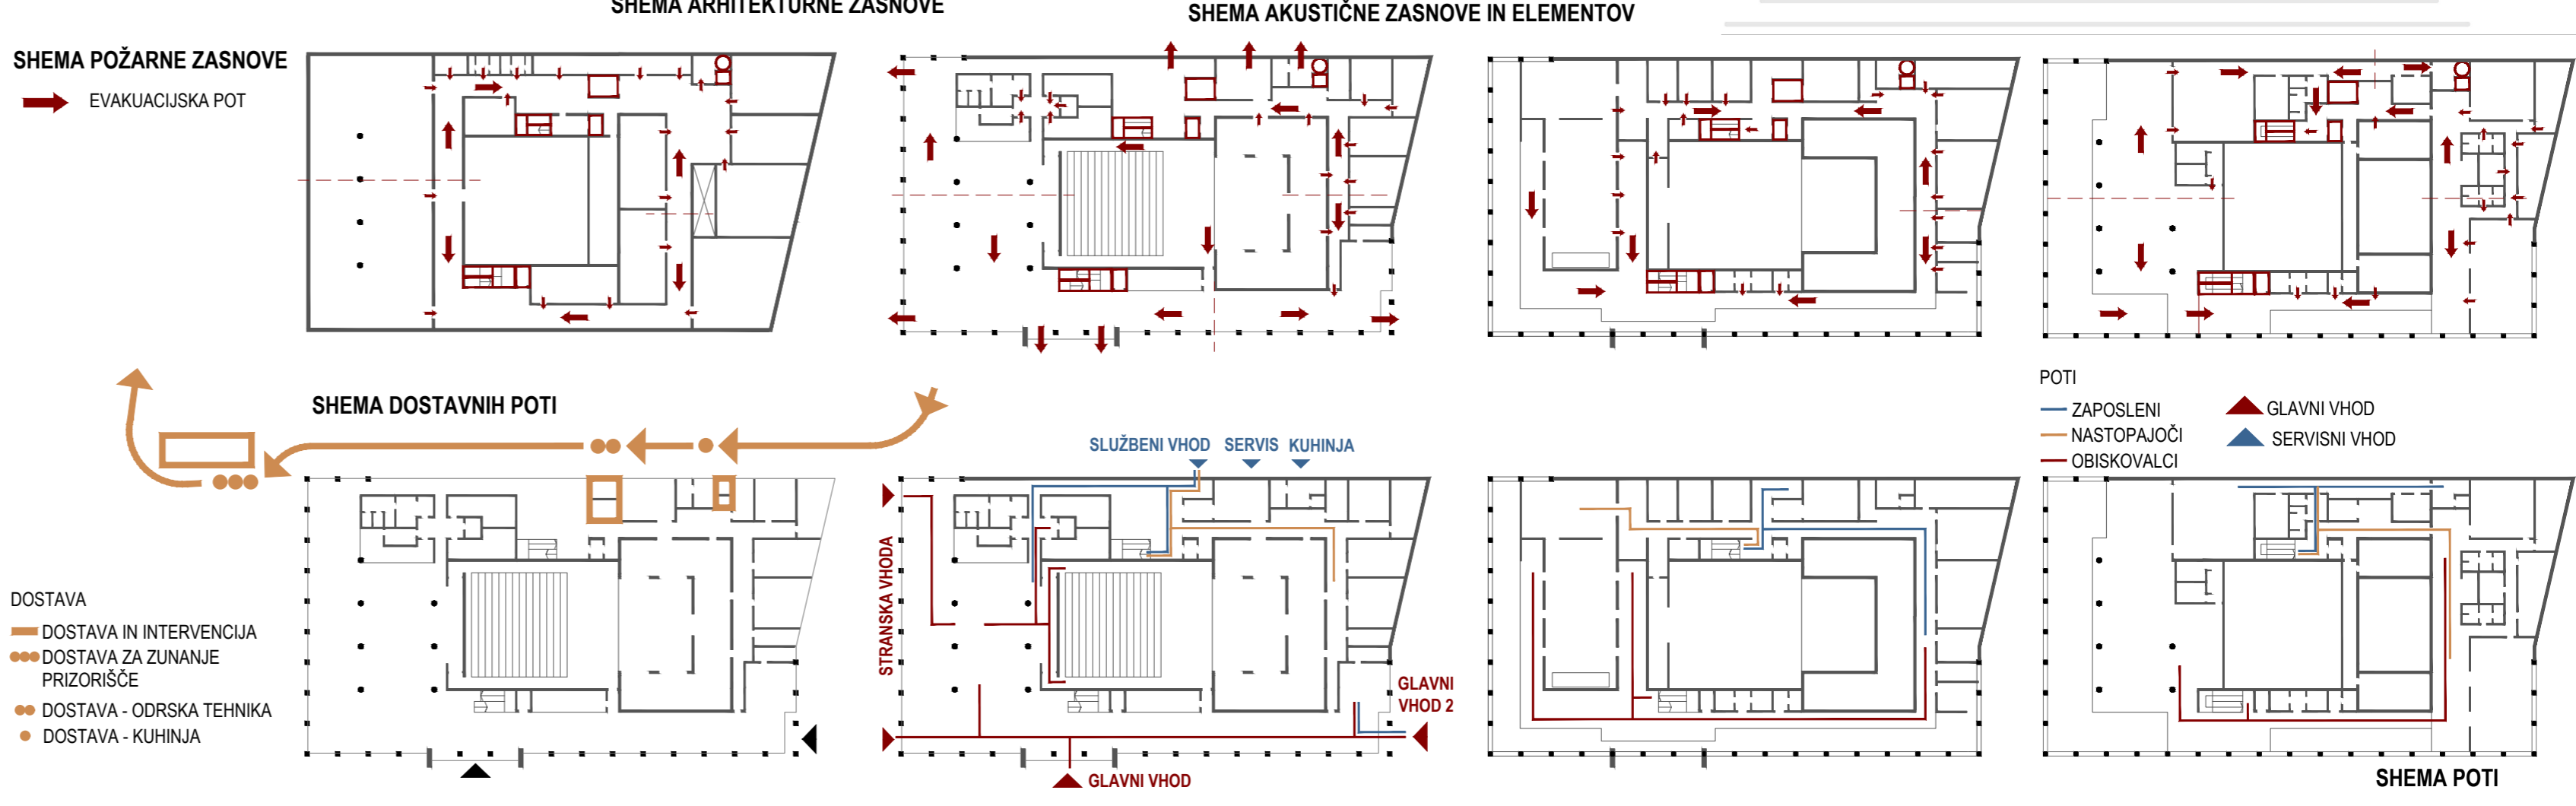 SHEMA ARHITEKTURNE ZASNOVE
SHEMA AKUSTIČNE ZASNOVE IN ELEMENTOV
SHEMA POŽARNE ZASNOVE
EVAKUACIJSKA POT
SHEMA DOSTAVNIH POTI
DOSTAVA
DOSTAVA IN INTERVENCIJA
DOSTAVA ZA ZUNANJE
PRIZORIŠČE
DOSTAVA - ODRSKA TEHNIKA
DOSTAVA - KUHINJA
SLUŽBENI VHOD
SERVIS
KUHINJA
STRANSKA VHODA
GLAVNI
VHOD 2
GLAVNI VHOD
POTI
ZAPOSLENI
NASTOPAJOČI
OBISKOVALCI
GLAVNI VHOD
SERVISNI VHOD
SHEMA POTI